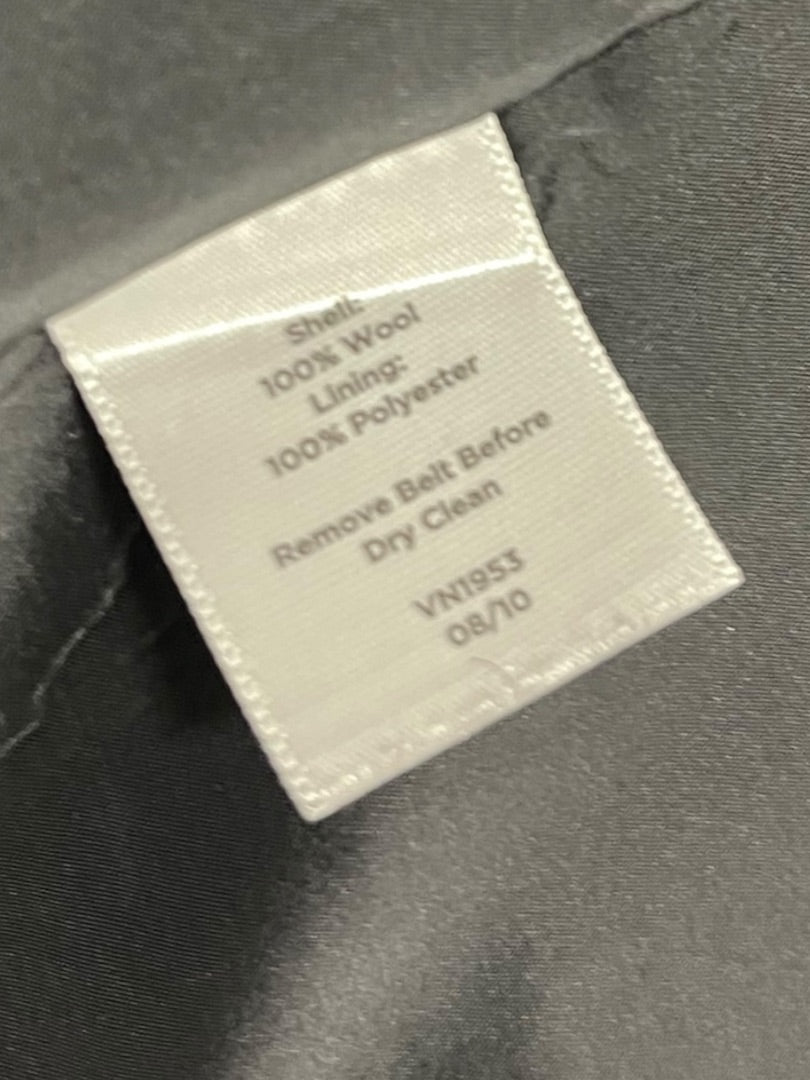 Shell:
100% Wool
Lining:
100% Polyester
Remove Belt Before
Dry Clean
VN1953
08/10